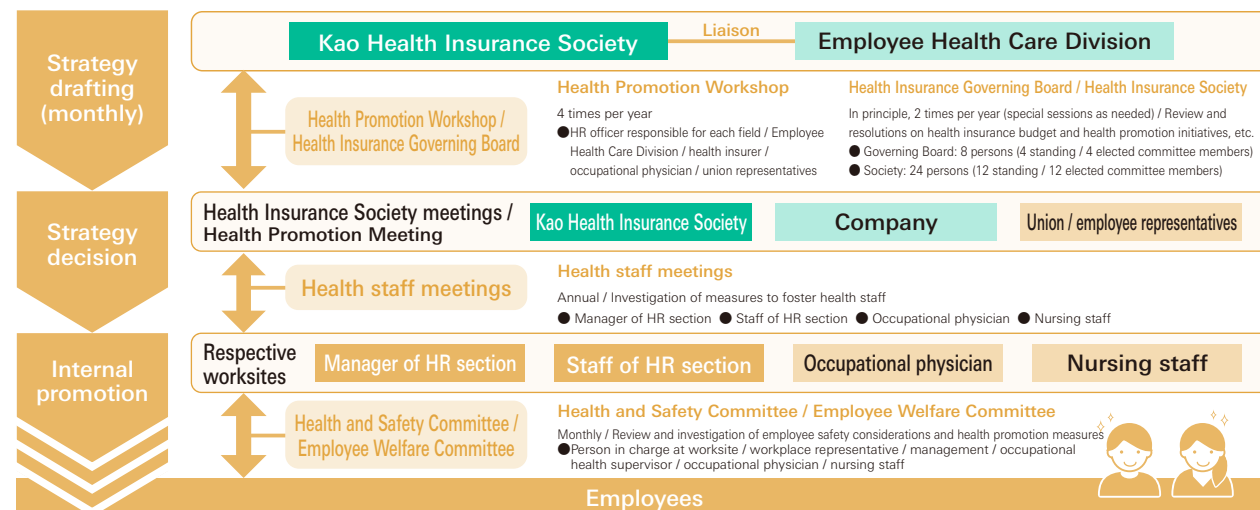 Strategy
drafting
(monthly)
Kao Health Insurance Society
Liaison
Employee Health Care Division
Health Promotion Workshop /
Health Insurance Governing Board
Health Promotion Workshop
4 times per year
●HR officer responsible for each field / Employee
Health Care Division / health insurer /
occupational physician / union representatives
Health Insurance Governing Board / Health Insurance Society
In principle, 2 times per year (special sessions as needed) / Review and
resolutions on health insurance budget and health promotion initiatives, etc.
● Governing Board: 8 persons (4 standing / 4 elected committee members)
● Society: 24 persons (12 standing / 12 elected committee members)
Strategy
decision
Health Insurance Society meetings /
Health Promotion Meeting
Kao Health Insurance Society
Company
Union / employee representatives
Health staff meetings
Health staff meetings
Annual / Investigation of measures to foster health staff
● Manager of HR section ● Staff of HR section ● Occupational physician ● Nursing staff
Internal
promotion
Respective
worksites
Manager of HR section
Staff of HR section
Occupational physician
Nursing staff
Health and Safety Committee /
Employee Welfare Committee
Health and Safety Committee / Employee Welfare Committee
Monthly / Review and investigation of employee safety considerations and health promotion measures
●Person in charge at worksite / workplace representative / management / occupational
health supervisor / occupational physician / nursing staff
Employees